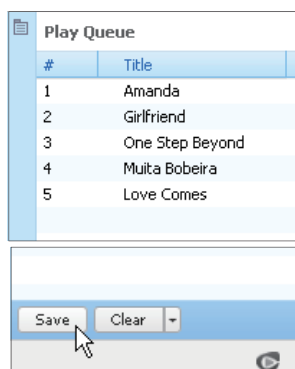 Play Queue
# Title
1 Amanda
2 Girlfriend
3 One Step Beyond
4 Muita Bobeira
5 Love Comes
Save Clear